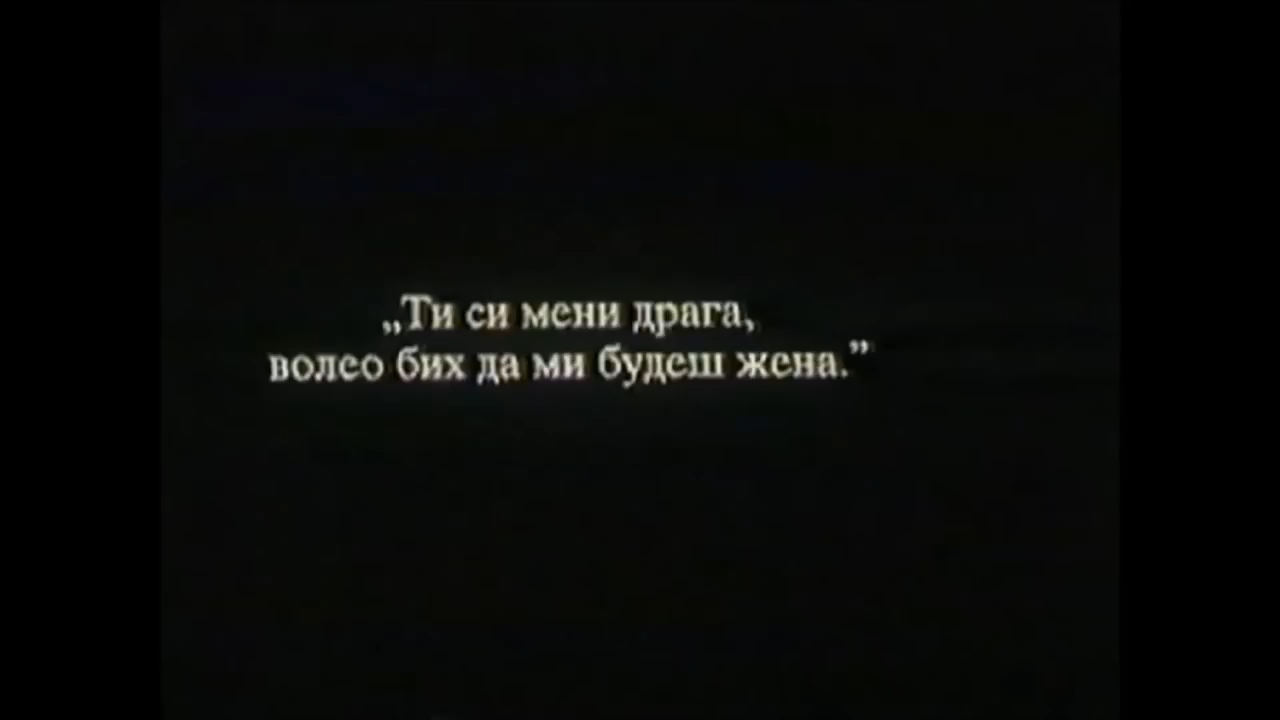 „Ти си мени драга,
волео бих да ми будеш жена.”